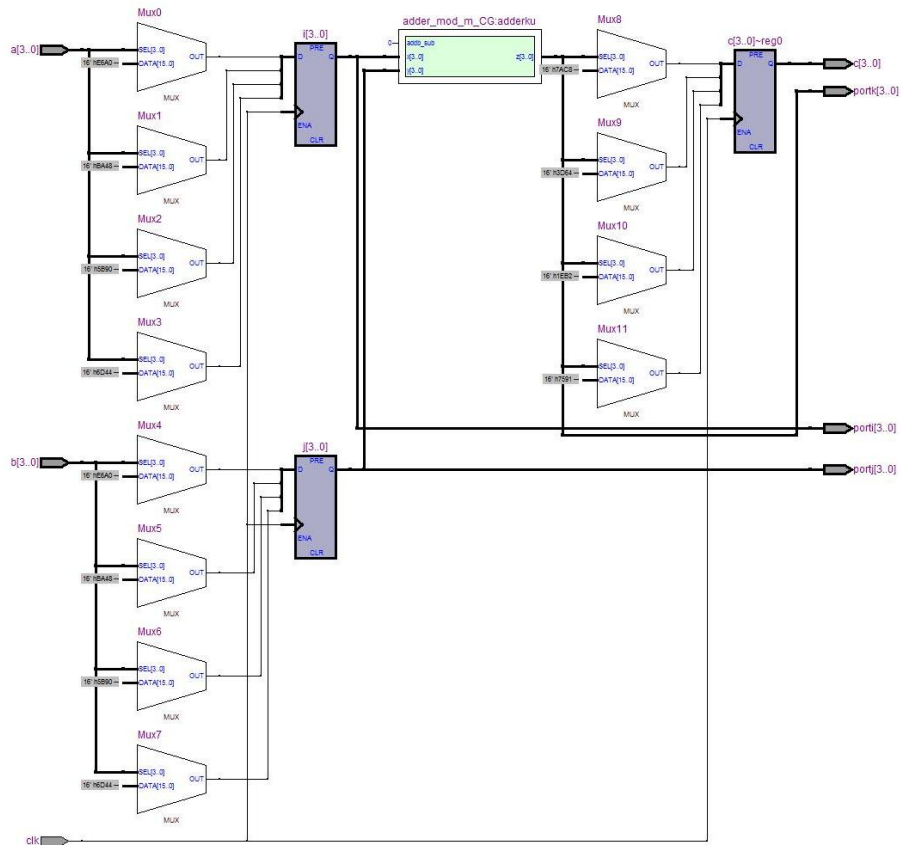 Mux0
a[3..0]
SEL[3..0]
OUT
16' hE6A0
DATA[15..0]
MUX
Mux1
SEL[3..0]
OUT
16' hBA48
DATA[15..0]
MUX
Mux2
SEL[3..0]
OUT
16' h5B90
DATA[15..0]
MUX
Mux3
SEL[3..0]
OUT
16' h6D44
DATA[15..0]
MUX
i[3..0]
PRE
D
Q
ENA
CLR
Mux4
b[3..0]
SEL[3..0]
OUT
16' hE6A0
DATA[15..0]
MUX
Mux5
SEL[3..0]
OUT
16' hBA48
DATA[15..0]
MUX
Mux6
SEL[3..0]
OUT
16' h5B90
DATA[15..0]
MUX
Mux7
SEL[3..0]
OUT
16' h6D44
DATA[15..0]
MUX
clk
j[3..0]
PRE
D
Q
ENA
CLR
adder_mod_m_CG:adderku
0
addb_sub
i[3..0]
z[3..0]
j[3..0]
Mux8
SEL[3..0]
OUT
16' h7AC8
DATA[15..0]
MUX
Mux9
SEL[3..0]
OUT
16' h3D64
DATA[15..0]
MUX
Mux10
SEL[3..0]
OUT
16' h1EB2
DATA[15..0]
MUX
Mux11
SEL[3..0]
OUT
16' h7591
DATA[15..0]
MUX
c[3..0]~reg0
PRE
D
Q
ENA
CLR
c[3..0]
portk[3..0]
porti[3..0]
portj[3..0]